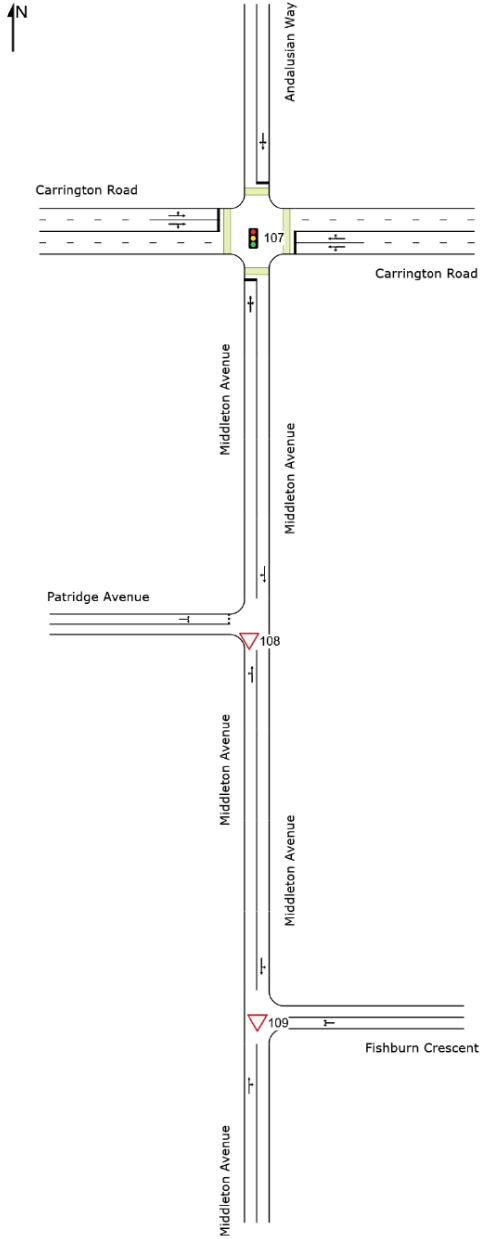 N
Andalusian Way
Carrington Road
107
Carrington Road
Middleton Avenue
Middleton Avenue
Patridge Avenue
108
Middleton Avenue
Middleton Avenue
109
Fishburn Crescent
Middleton Avenue